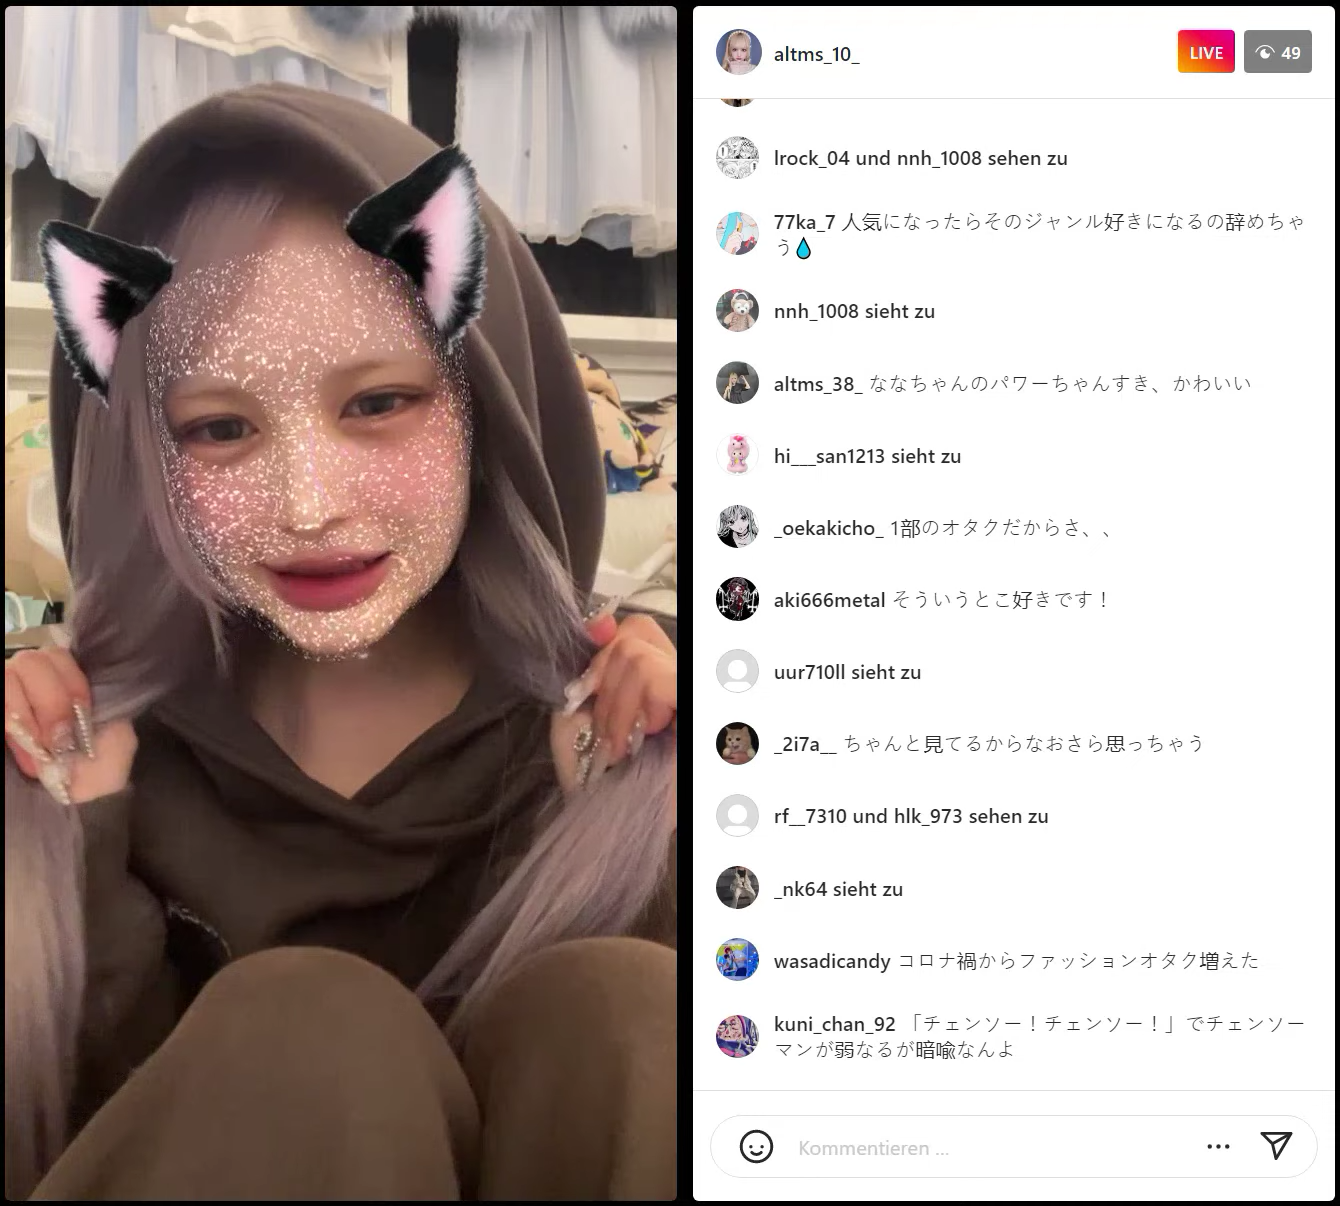 altms_10_
LIVE
49
lrock_04 und nnh_1008 sehen zu
77ka_7 人気になったらそのジャンル好きになるの辞めちゃ
う💧
nnh_1008 sieht zu
altms_38_ ななちゃんのパワーちゃんすき、かわいい
hi___san1213 sieht zu
_oekakicho_ 1部のオタクだからさ、、
aki666metal そういうとこ好きです！
uur710ll sieht zu
_2i7a__ ちゃんと見てるからなおさら思っちゃう
rf__7310 und hlk_973 sehen zu
_nk64 sieht zu
wasadicandy コロナ禍からファッションオタク増えた
kuni_chan_92 「チェンソー！チェンソー！」でチェンソー
マンが弱なるが暗喩なんよ
Kommentieren ...